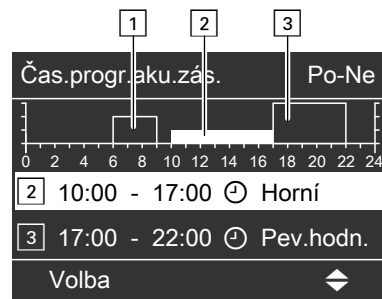 1 2 3
Čas.progr.aku.zás. Po-Ne
0 2 4 6 8 10 12 14 16 18 20 22 24
2 10:00 - 17:00 Horní
3 17:00 - 22:00 Pev.hodn.
Volba